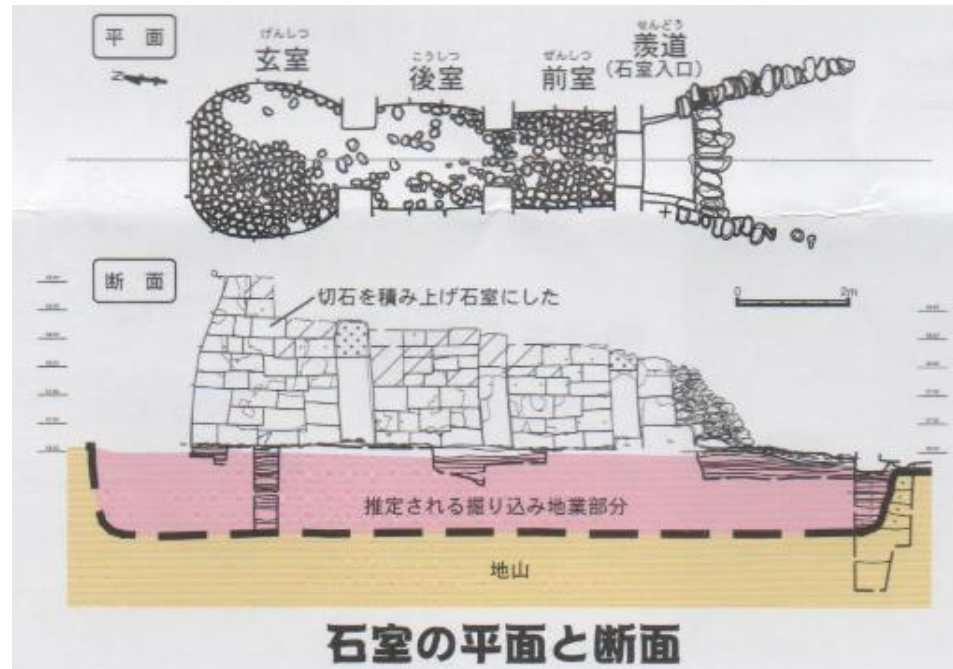 平 面
N
げんしつ
玄室
こうしつ
後室
ぜんしつ
前室
せんどう
羨道
(石室入口)
断 面
切石を積み上げ石室にした
0 2m
推定される掘り込み地業部分
地山
石室の平面と断面